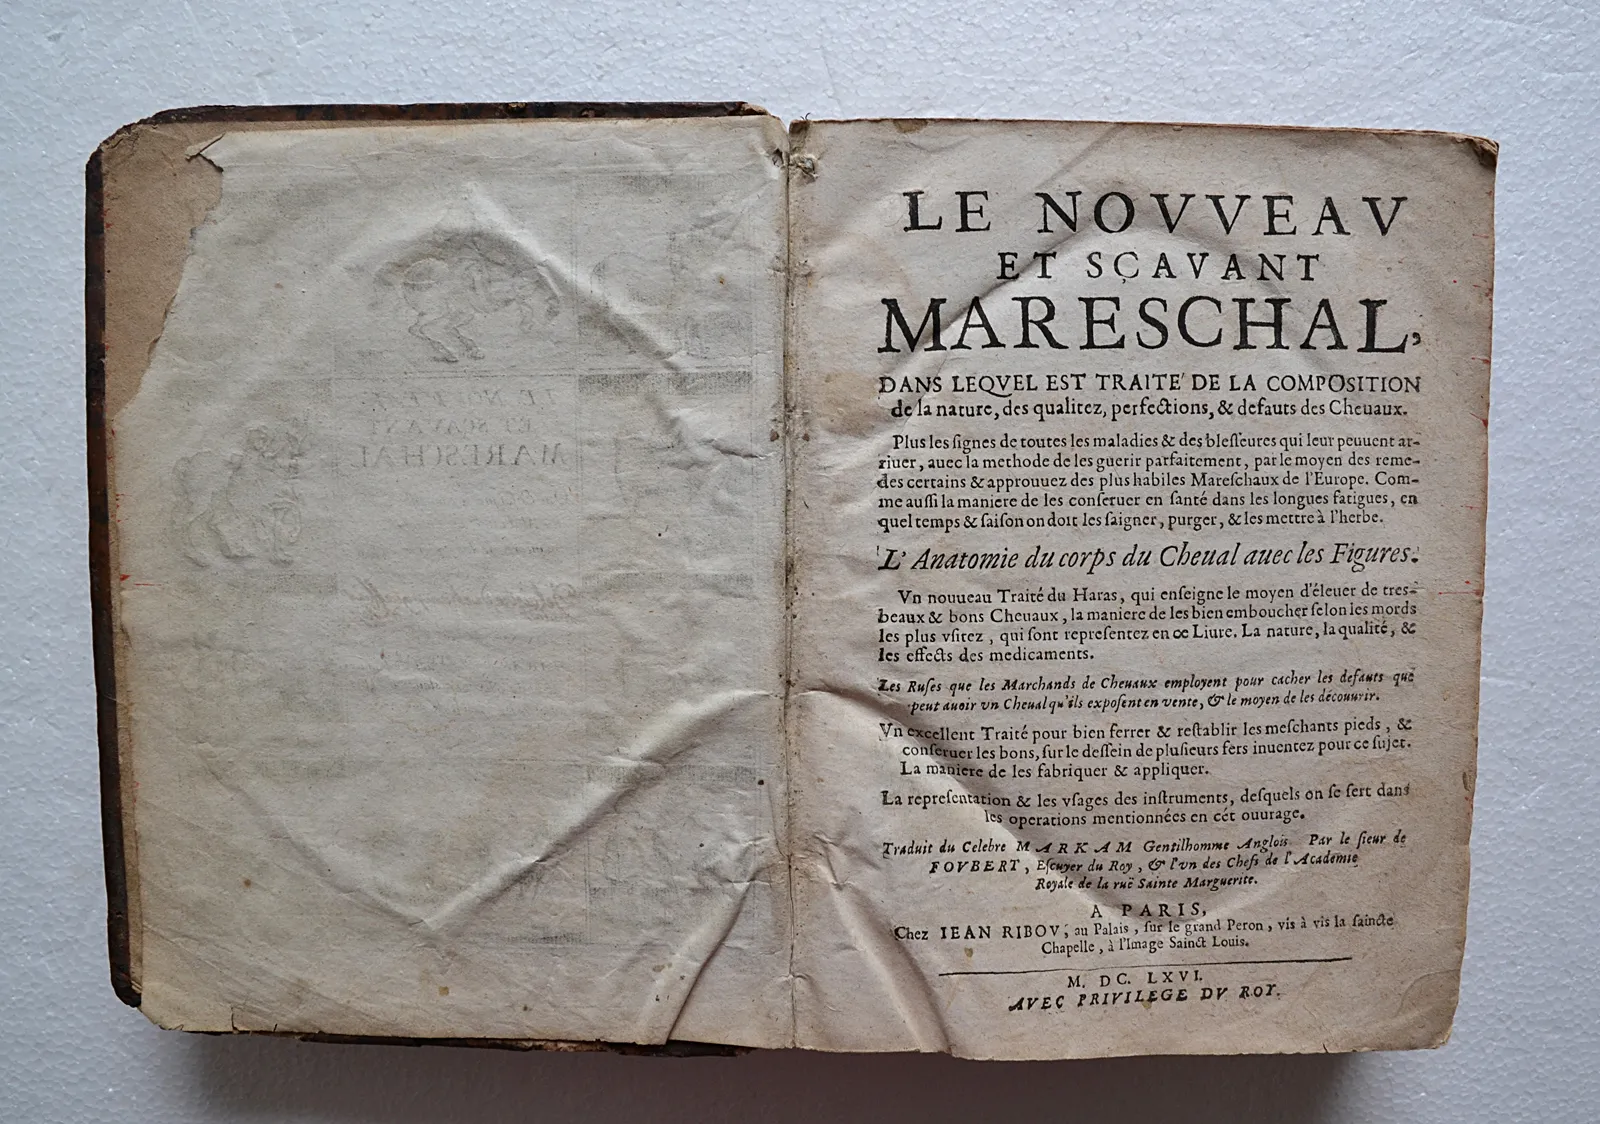 LE NOVVEAV
ET SÇAVANT
MARESCHAL,
DANS LEQVEL EST TRAITE' DE LA COMPOSITION
de la nature, des qualitez, perfections, & defauts des Cheuaux.
Plus les ſignes de toutes les maladies & des bleſſeures qui leur peuuent ar-
riuer, auec la methode de les guerir parfaitement, par le moyen des reme-
des certains & approuuez des plus habiles Mareſchaux de l'Europe. Com-
me auſſi la maniere de les conſeruer en ſanté dans les longues fatigues, en
quel temps & ſaiſon on doit les ſaigner, purger, & les mettre à l'herbe.
L'Anatomie du corps du Cheual auec les Figures.
Vn nouueau Traité du Haras, qui enſeigne le moyen d'éleuer de tres-
beaux & bons Cheuaux, la maniere de les bien emboucher ſelon les mords
les plus vſitez, qui ſont repreſentez en ce Liure. La nature, la qualité, &
les effects des medicaments.
Les Ruſes que les Marchands de Cheuaux employent pour cacher les defauts que
peut auoir vn Cheual qu'ils expoſent en vente, & le moyen de les découurir.
Vn excellent Traité pour bien ferrer & reſtablir les meſchants pieds, &
conſeruer les bons, ſur le deſſein de pluſieurs fers inuentez pour ce ſujet.
La maniere de les fabriquer & appliquer.
La repreſentation & les vſages des inſtruments, deſquels on ſe ſert dans
les operations mentionnées en cét ouurage.
Traduit du Celebre MARKAM Gentilhomme Anglois Par le ſieur de
FOVBERT, Eſcuyer du Roy, & l'vn des Chefs de l'Academie
Royale de la ruë Sainte Marguerite.
A PARIS,
Chez IEAN RIBOV, au Palais, ſur le grand Peron, vis à vis la ſaincte
Chapelle, à l'Image Sainct Louis.
M. DC. LXVI.
AVEC PRIVILEGE DV ROY.